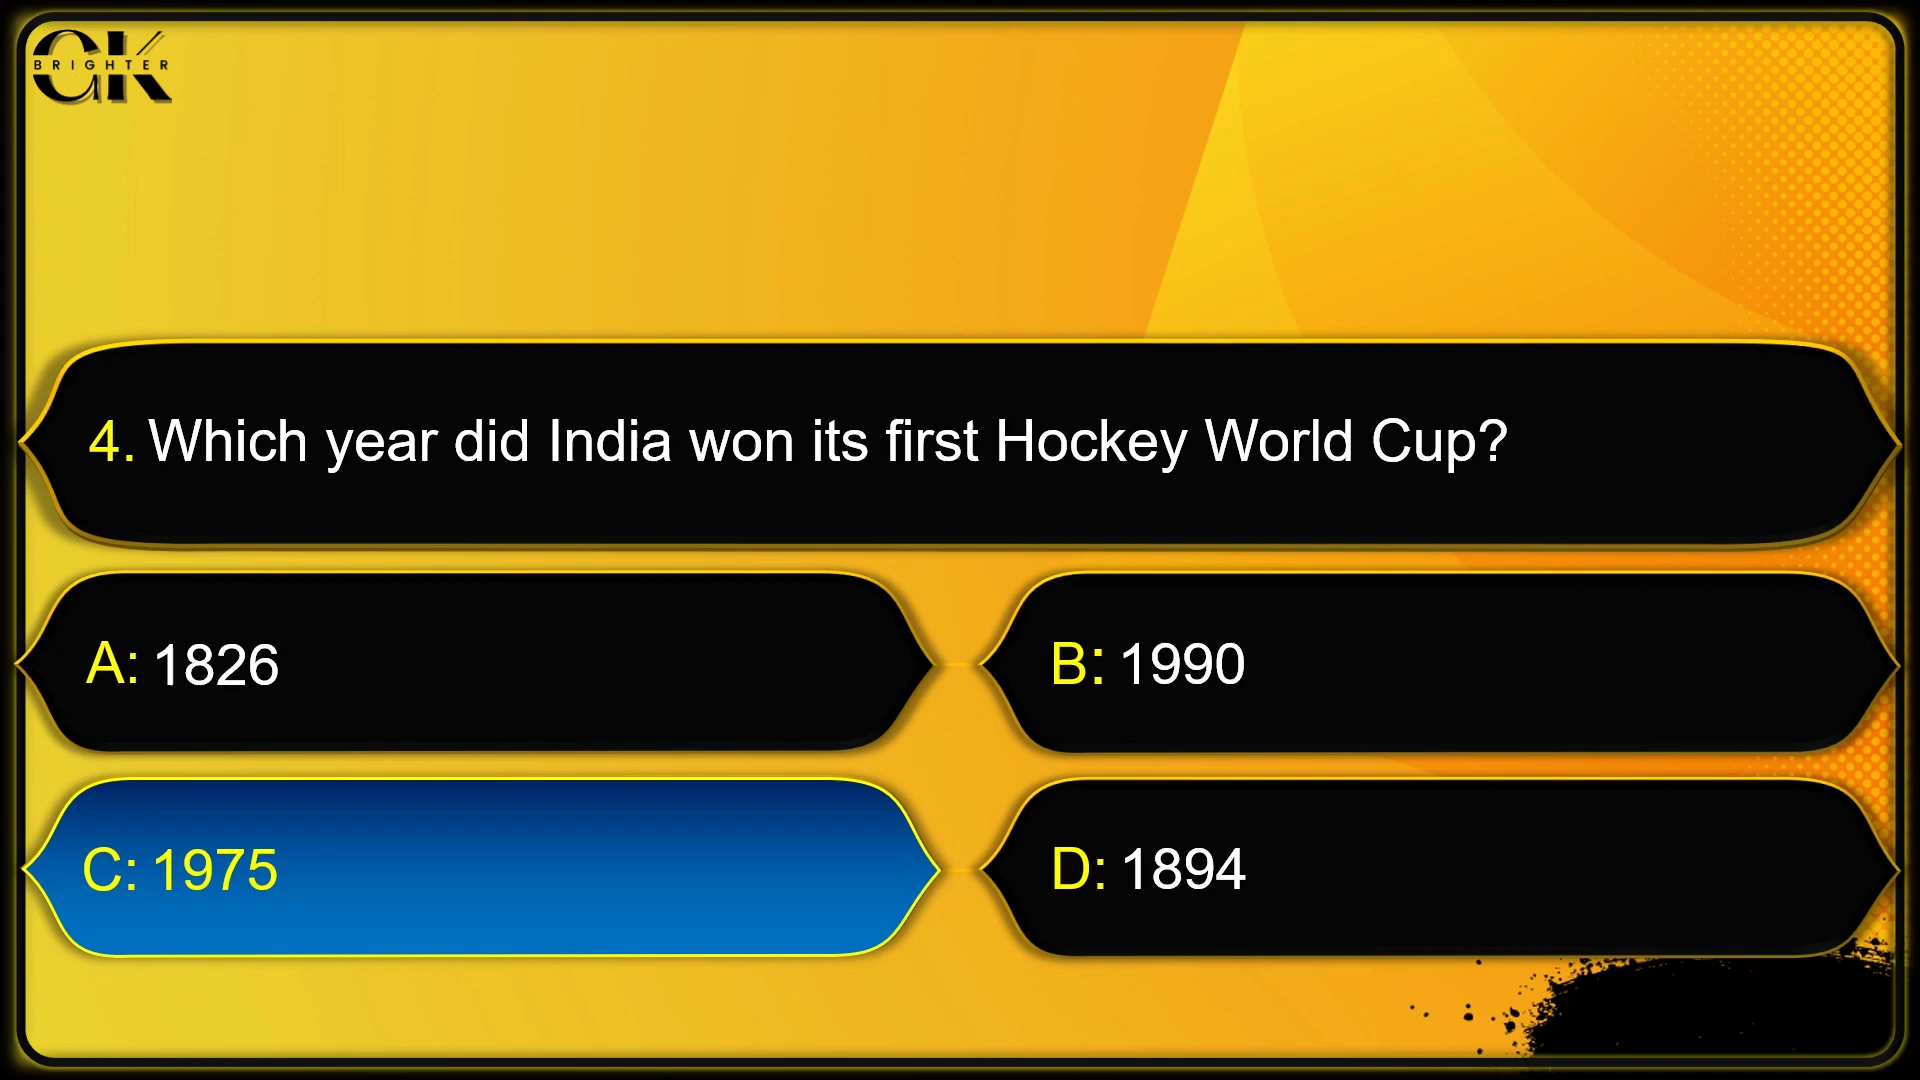 GK
BRIGHTER
4. Which year did India won its first Hockey World Cup?
A: 1826
B: 1990
C: 1975
D: 1894